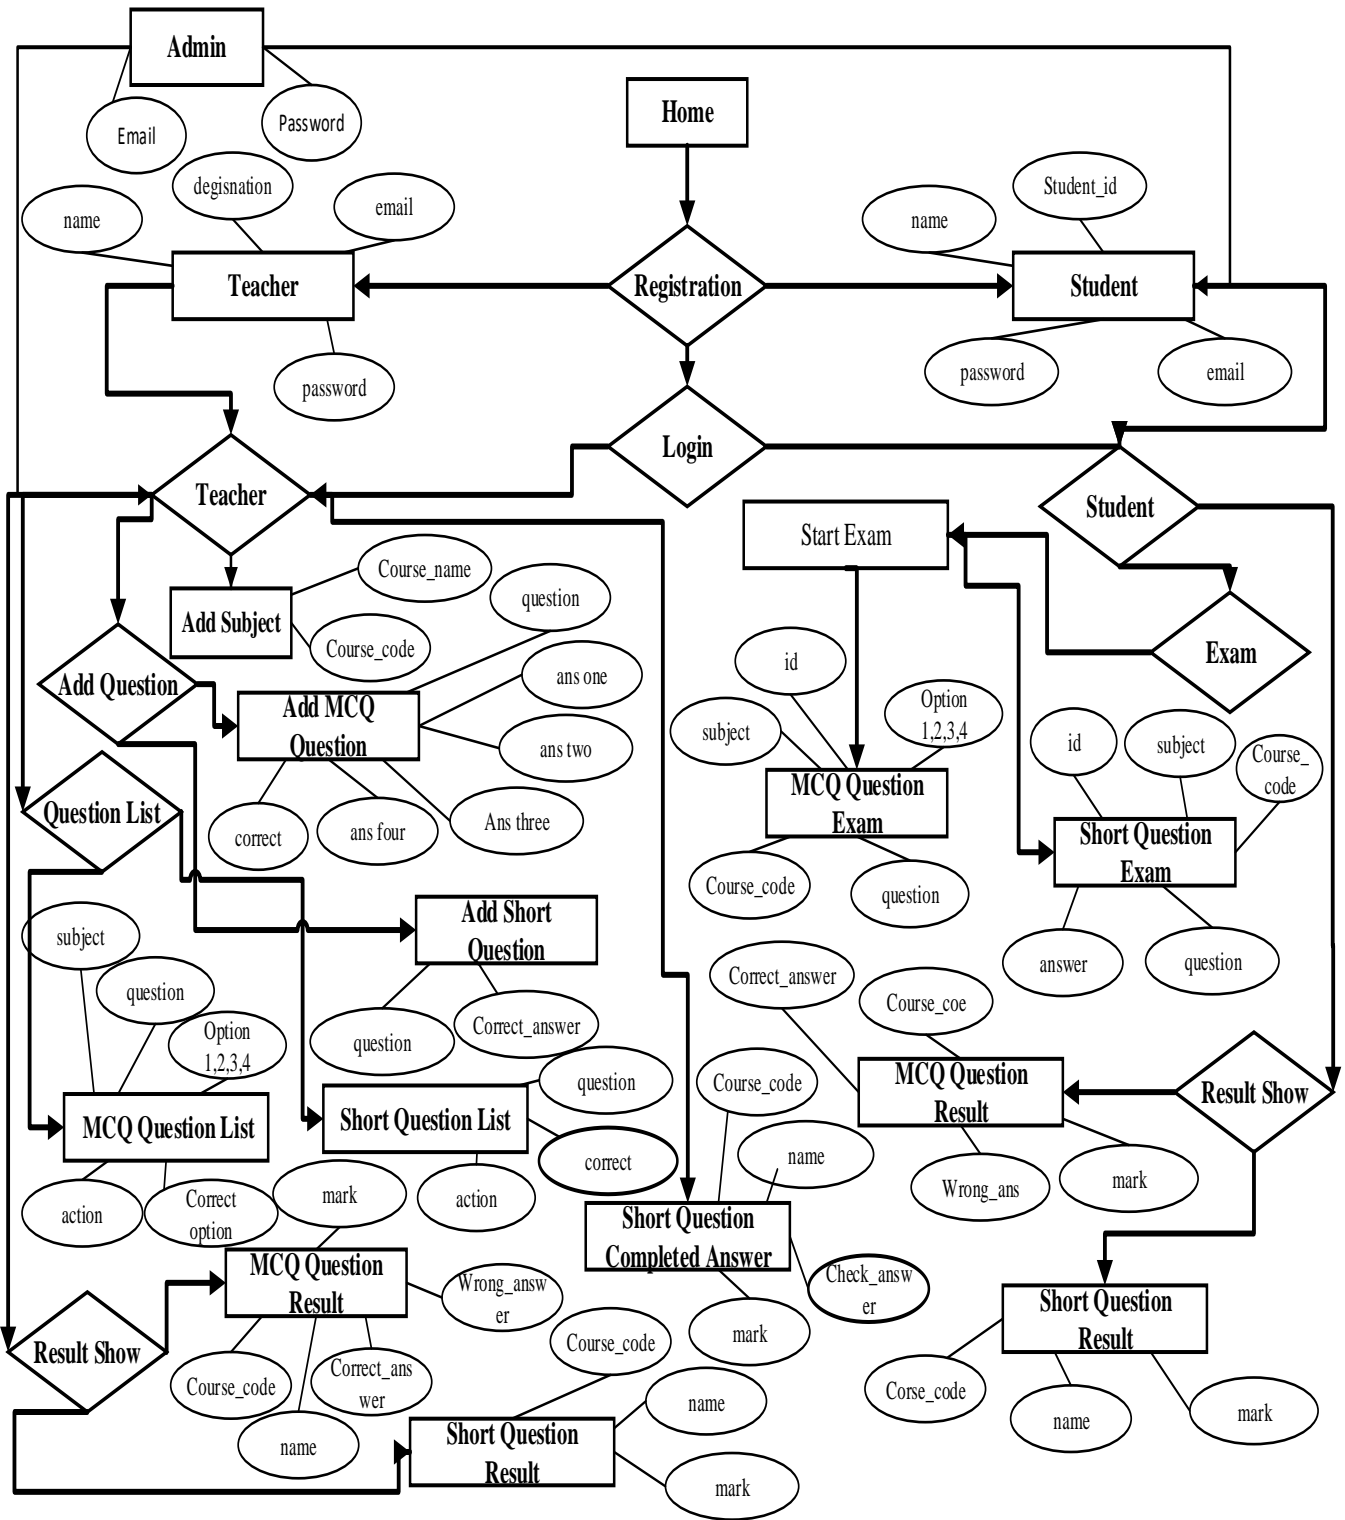 Admin
Home
Email
Password
degisnation
email
name
Teacher
password
Registration
Student_id
name
Student
password
email
Login
Teacher
Student
Start Exam
Exam
Add Subject
Course_name
Course_code
Add Question
Add MCQ
Question
question
ans one
ans two
Ans three
ans four
correct
id
subject
Option
1,2,3,4
MCQ Question
Exam
Course_code
question
id
subject
Course_
code
Short Question
Exam
answer
question
Question List
Add Short
Question
question
Correct_answer
subject
question
Option
1,2,3,4
MCQ Question List
action
Correct
option
Short Question List
question
correct
action
Correct_answer
Course_coe
MCQ Question
Result
Wrong_ans
mark
Result Show
Course_code
name
Short Question
Completed Answer
Check_answ
er
mark
mark
MCQ Question
Result
Wrong_answ
er
Result Show
Course_code
name
Correct_ans
wer
Course_code
name
Short Question
Result
mark
Short Question
Result
Corse_code
name
mark